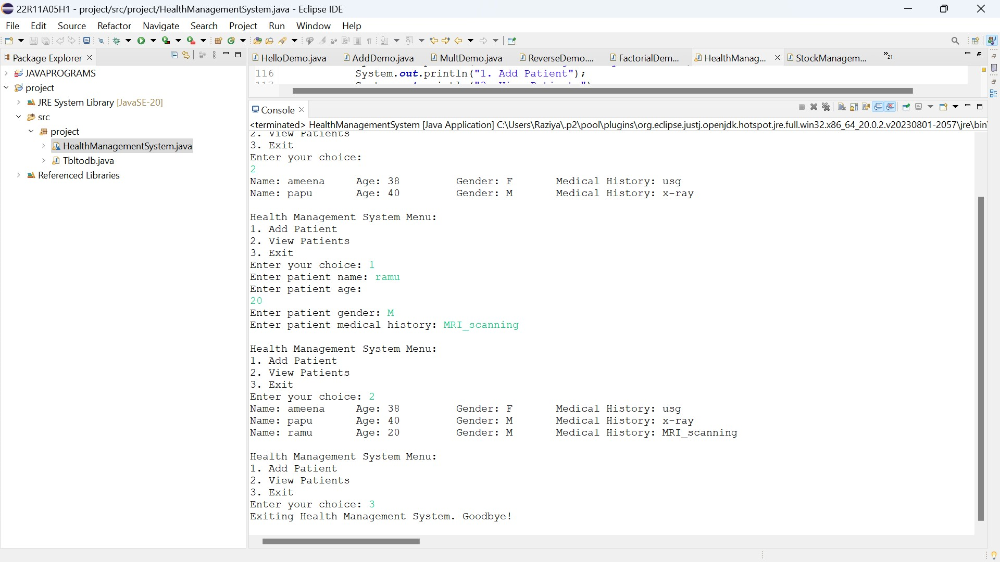 22R11A05H1 - project/src/project/HealthManagementSystem.java - Eclipse IDE
File Edit Source Refactor Navigate Search Project Run Window Help
Package Explorer
HelloDemo.java AddDemo.java MultDemo.java ReverseDemo.... FactorialDem... HealthManag... StockManagem... »21
JAVAPROGRAMS
project
JRE System Library [JavaSE-20]
src
project
HealthManagementSystem.java
Tbltodb.java
Referenced Libraries
116 System.out.println("1. Add Patient");
117
Console
<terminated> HealthManagementSystem [Java Application] C:\Users\Raziya\.p2\pool\plugins\org.eclipse.justj.openjdk.hotspot.jre.full.win32.x86_64_20.0.2.v20230801-2057\jre\bin
2. View Patients
3. Exit
Enter your choice:
2
Name: ameena Age: 38 Gender: F Medical History: usg
Name: papu Age: 40 Gender: M Medical History: x-ray
Health Management System Menu:
1. Add Patient
2. View Patients
3. Exit
Enter your choice: 1
Enter patient name: ramu
Enter patient age:
20
Enter patient gender: M
Enter patient medical history: MRI_scanning
Health Management System Menu:
1. Add Patient
2. View Patients
3. Exit
Enter your choice: 2
Name: ameena Age: 38 Gender: F Medical History: usg
Name: papu Age: 40 Gender: M Medical History: x-ray
Name: ramu Age: 20 Gender: M Medical History: MRI_scanning
Health Management System Menu:
1. Add Patient
2. View Patients
3. Exit
Enter your choice: 3
Exiting Health Management System. Goodbye!